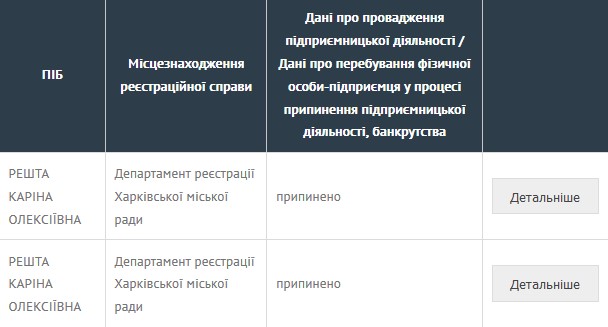 ПІБ
Місцезнаходження
реєстраційної справи
Дані про провадження
підприємницької діяльності /
Дані про перебування фізичної
особи-підприємця у процесі
припинення підприємницької
діяльності, банкрутства
РЕШТА
КАРІНА
ОЛЕКСІЇВНА
Департамент реєстрації
Харківської міської
ради
припинено
Детальніше
РЕШТА
КАРІНА
ОЛЕКСІЇВНА
Департамент реєстрації
Харківської міської
ради
припинено
Детальніше